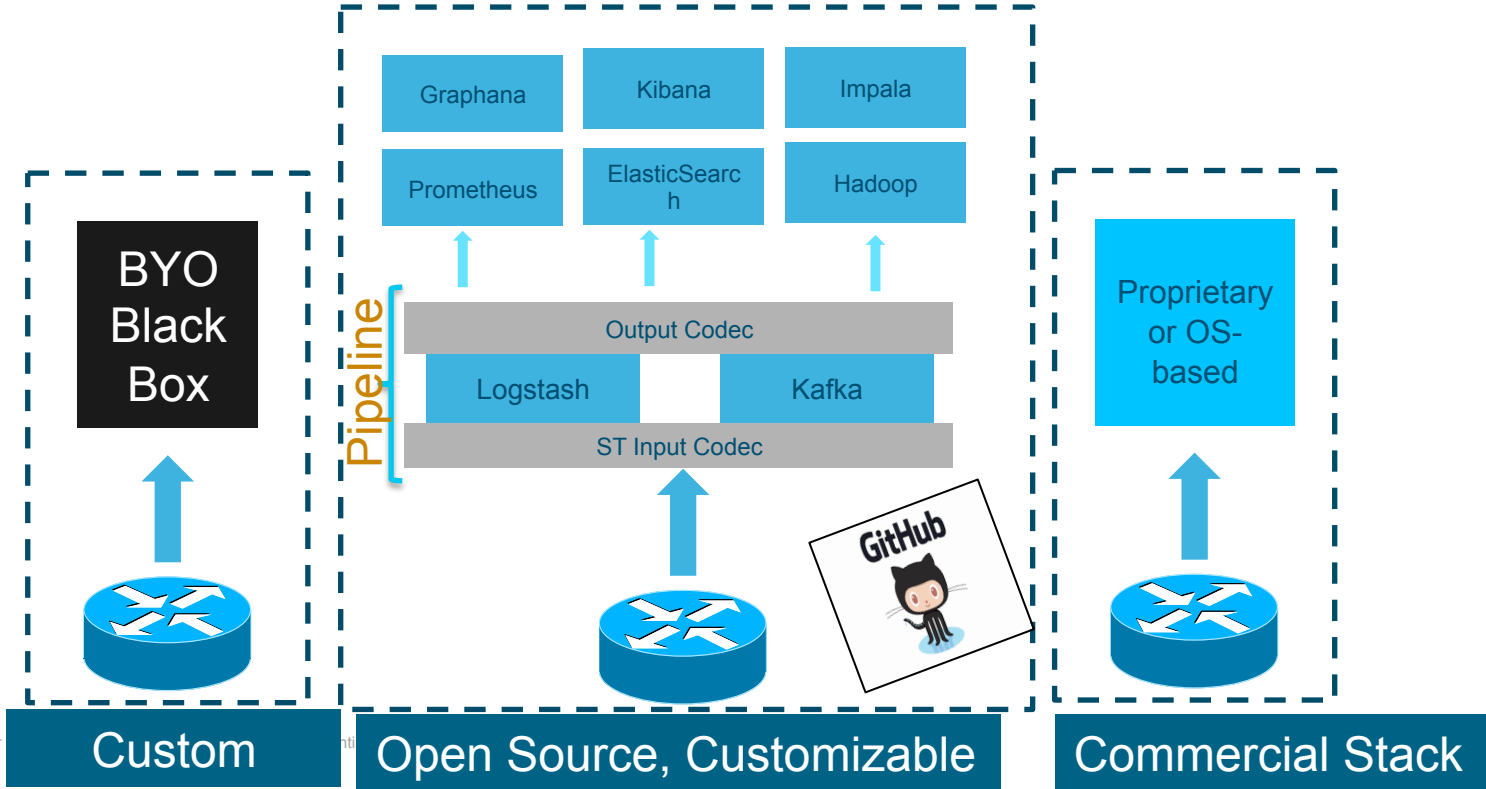 Graphana
Kibana
Impala
Prometheus
ElasticSearc
h
Hadoop
BYO
Black
Box
Pipeline
Output Codec
Logstash
Kafka
ST Input Codec
Proprietary
or OS-
based
GitHub
Custom
Open Source, Customizable
Commercial Stack